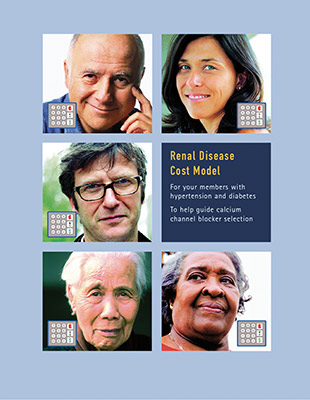 Renal Disease
Cost Model
For your members with
hypertension and diabetes
To help guide calcium
channel blocker selection